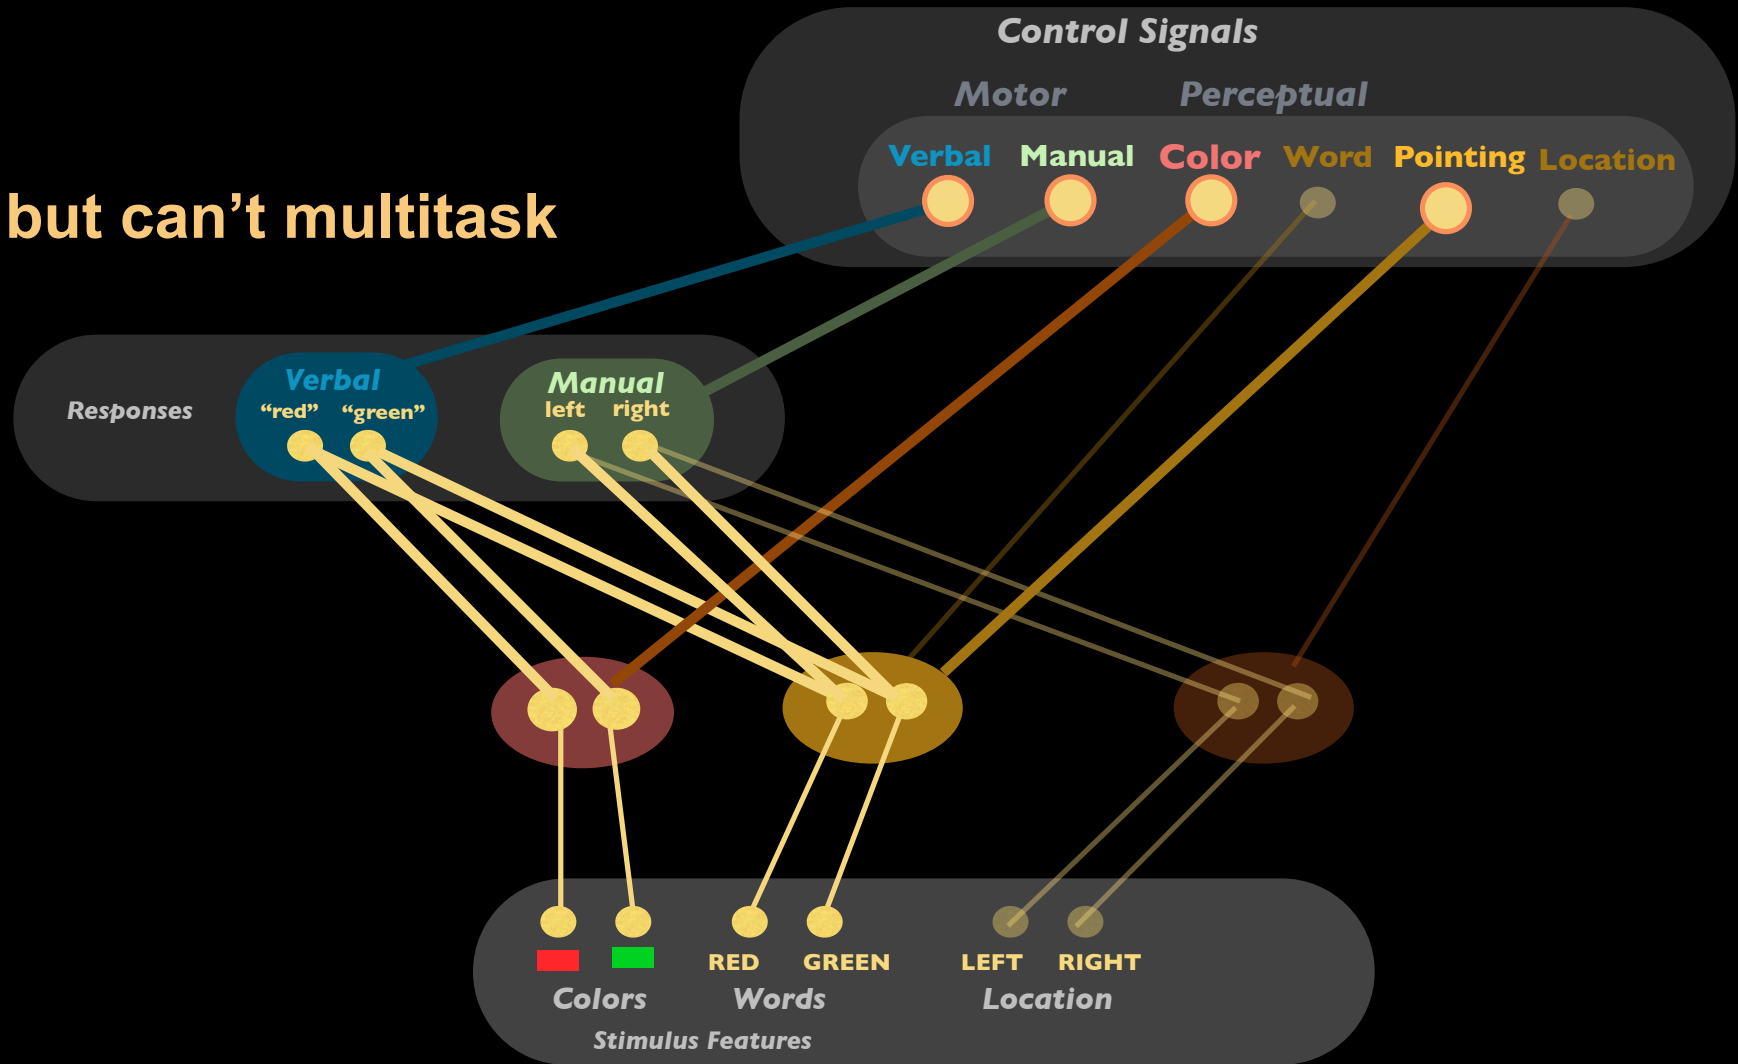 Control Signals
Motor Perceptual
Verbal Manual Color Word Pointing Location
but can’t multitask
Responses
Verbal
“red” “green”
Manual
left right
RED GREEN LEFT RIGHT
Colors Words Location
Stimulus Features